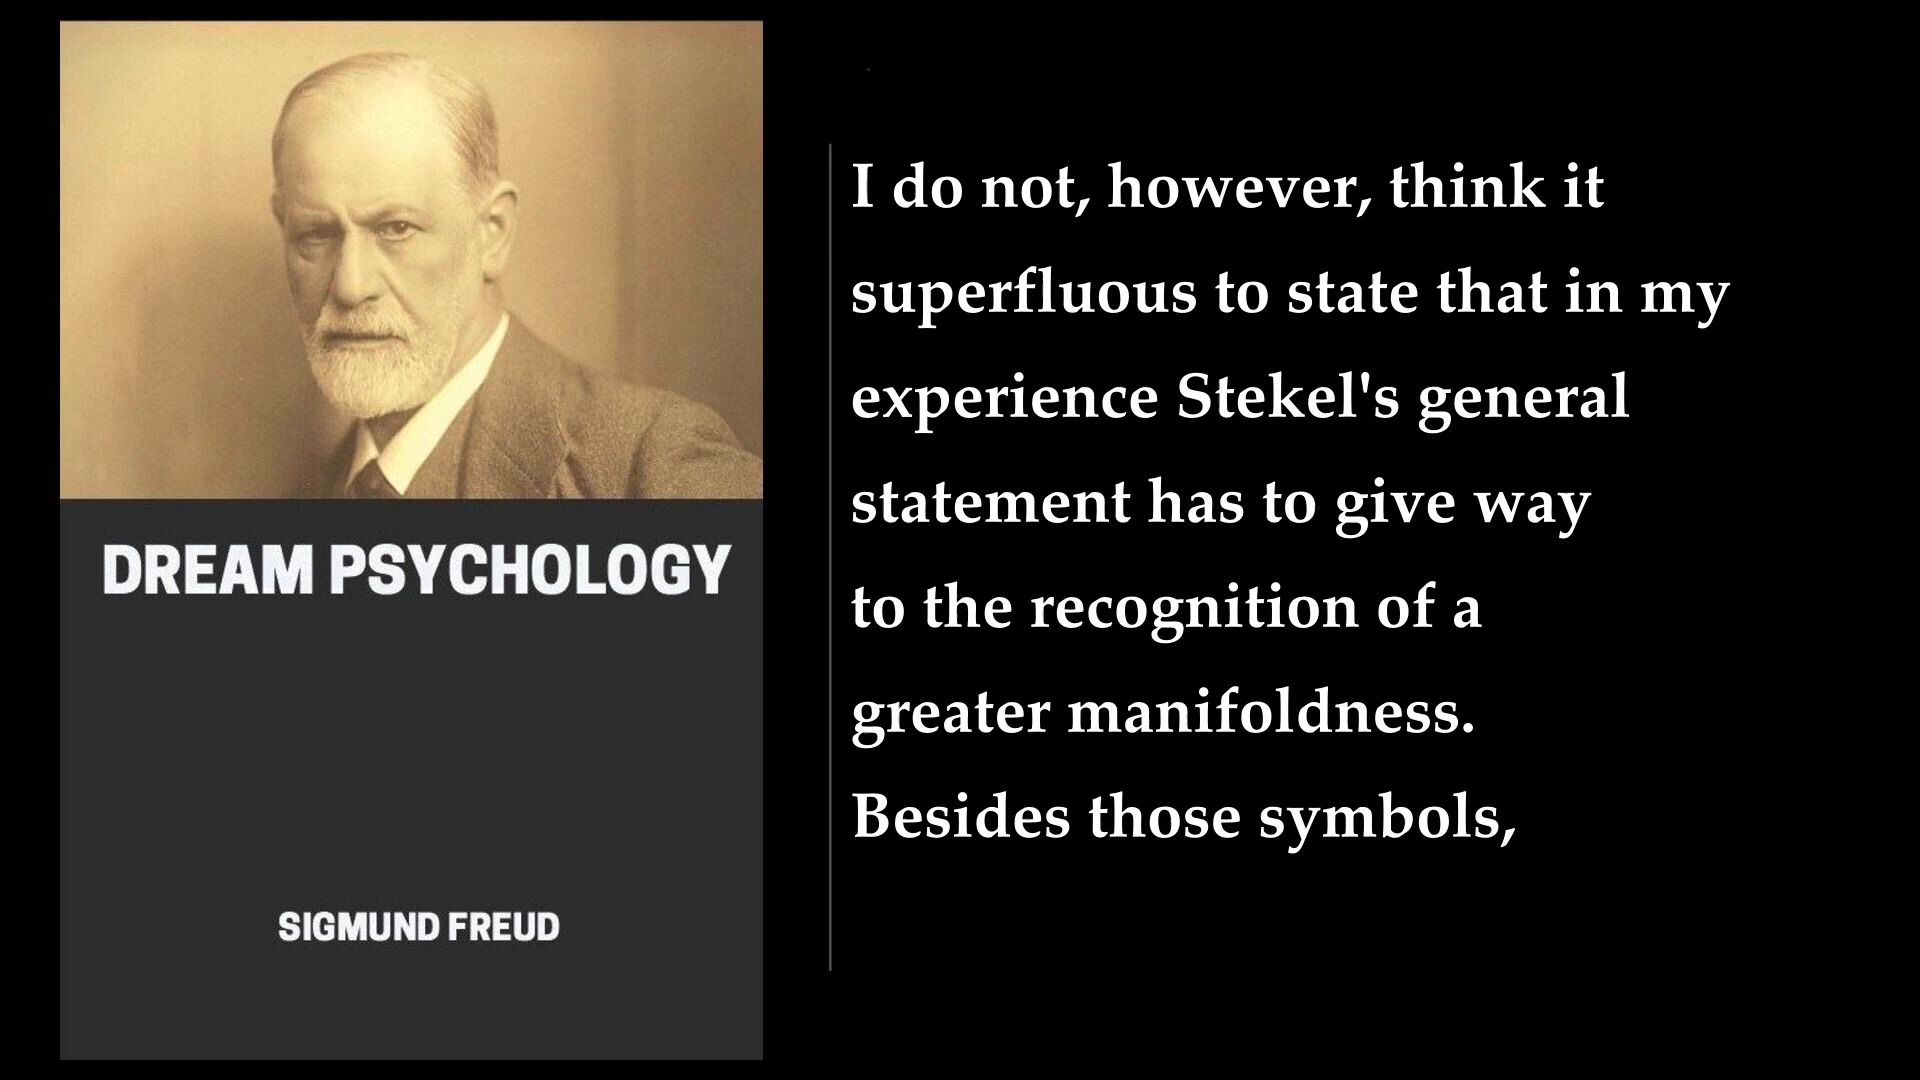 DREAM PSYCHOLOGY
SIGMUND FREUD
I do not, however, think it
superfluous to state that in my
experience Stekel's general
statement has to give way
to the recognition of a
greater manifoldness.
Besides those symbols,